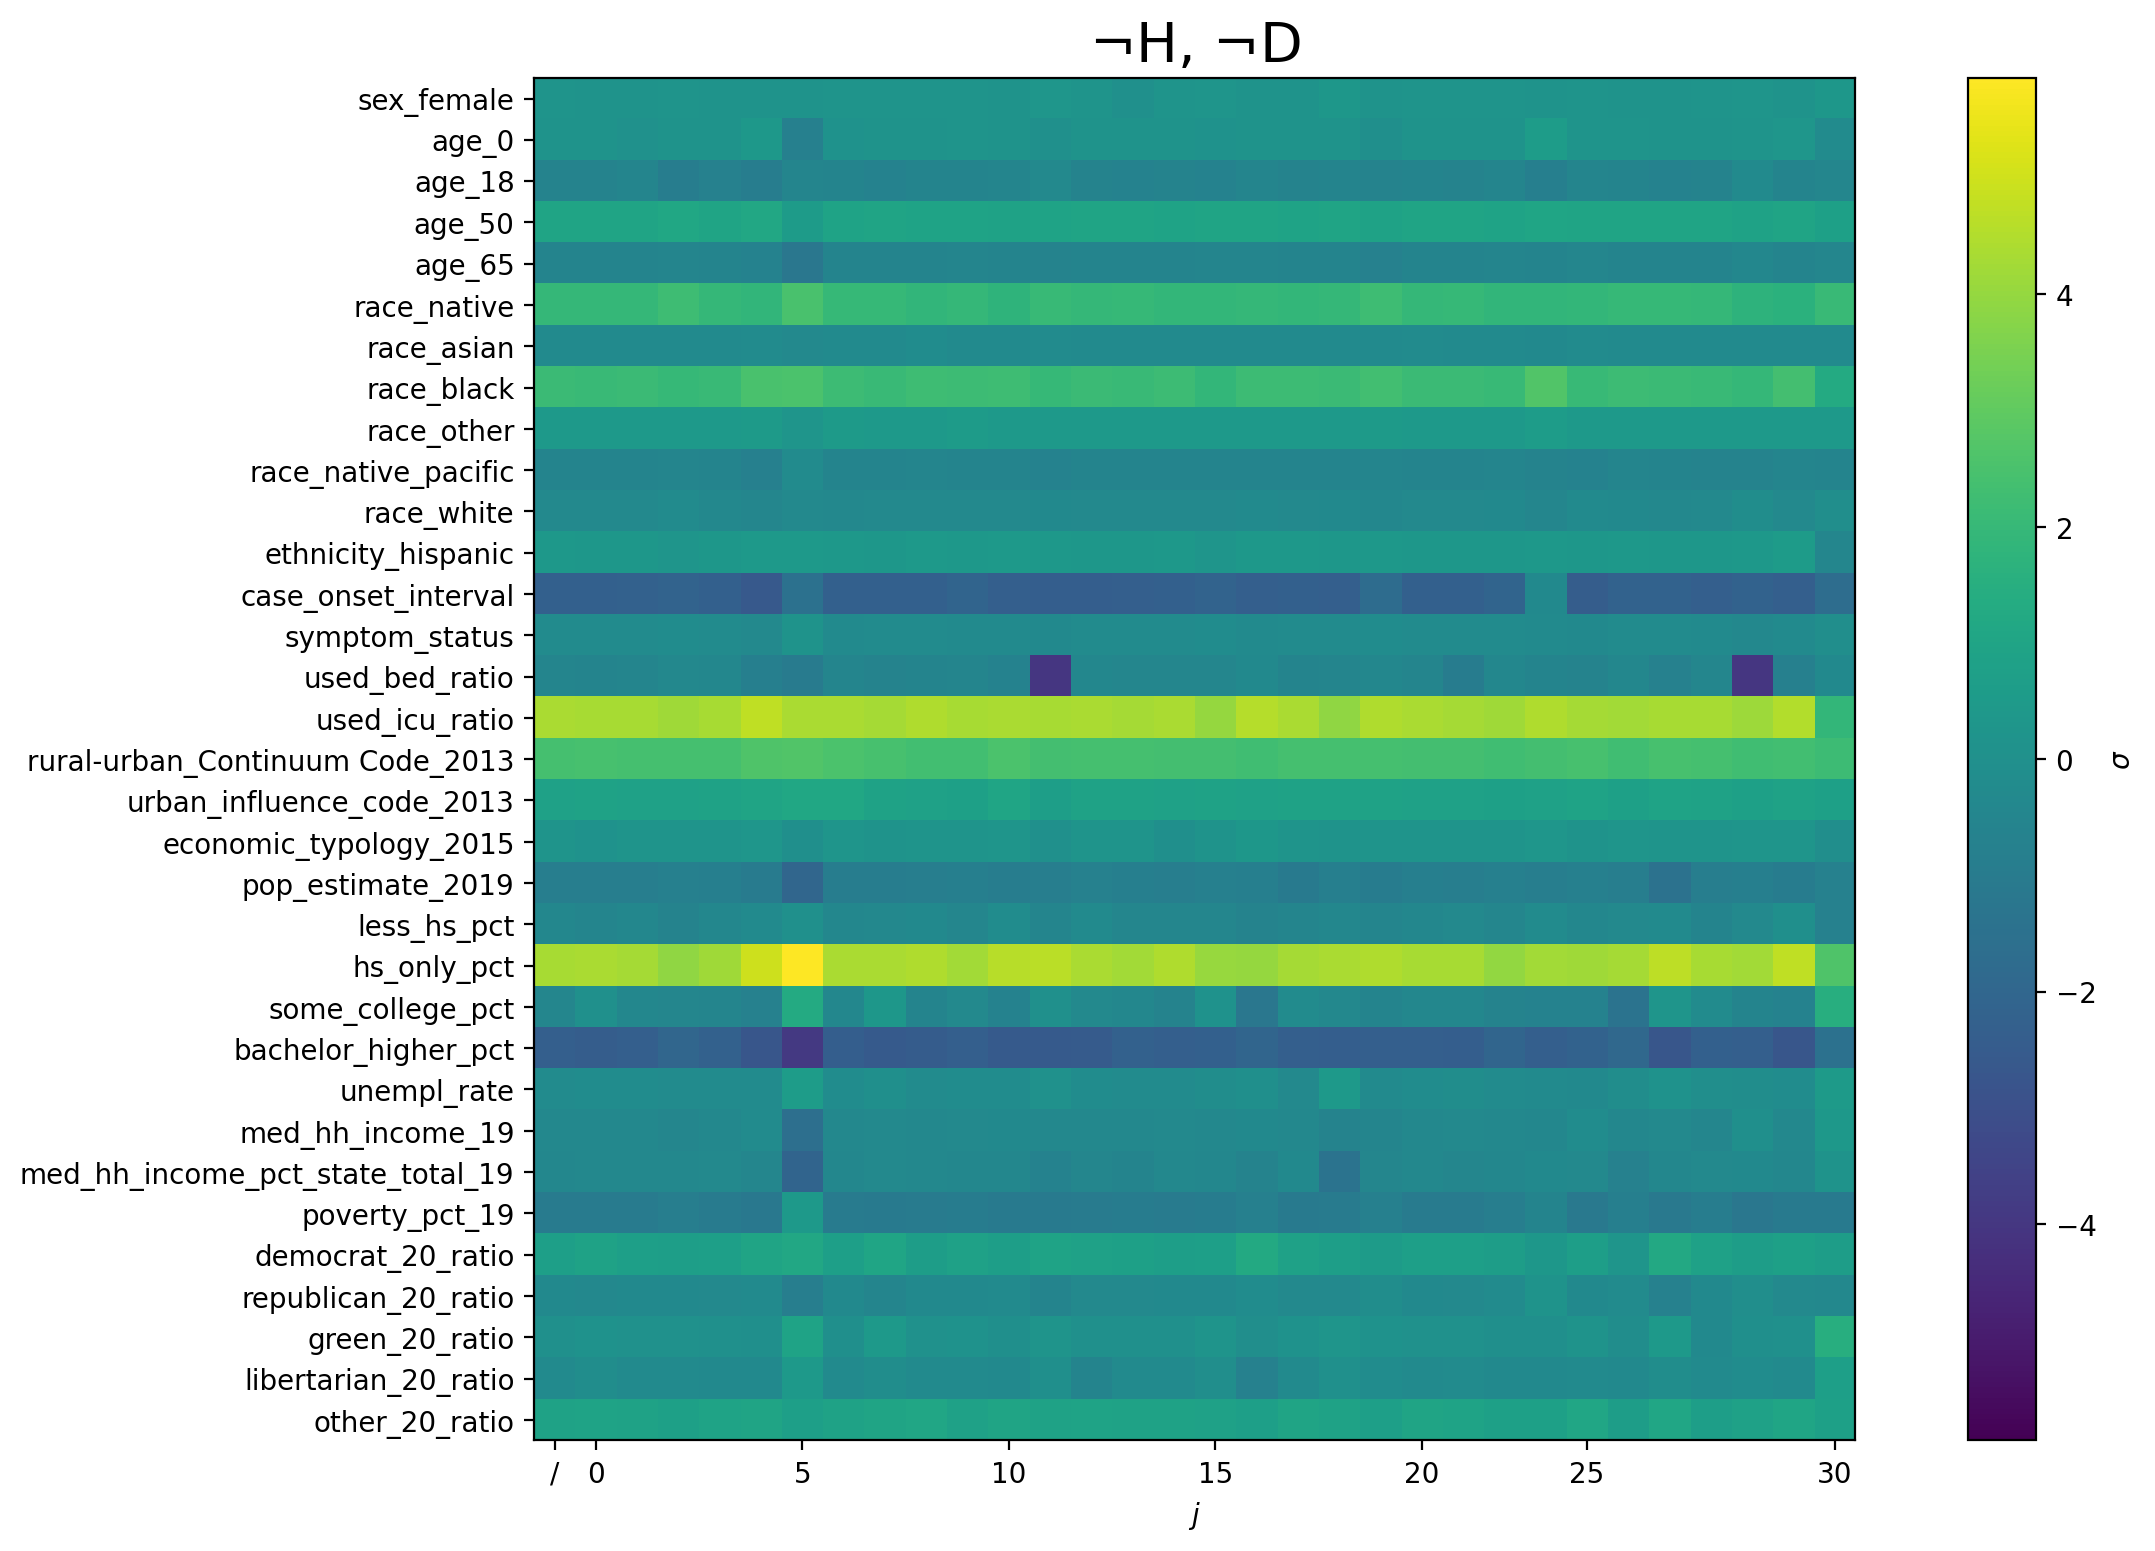 ¬H, ¬D
sex_female
age_0
age_18
age_50
age_65
race_native
race_asian
race_black
race_other
race_native_pacific
race_white
ethnicity_hispanic
case_onset_interval
symptom_status
used_bed_ratio
used_icu_ratio
rural-urban_Continuum Code_2013
urban_influence_code_2013
economic_typology_2015
pop_estimate_2019
less_hs_pct
hs_only_pct
some_college_pct
bachelor_higher_pct
unempl_rate
med_hh_income_19
med_hh_income_pct_state_total_19
poverty_pct_19
democrat_20_ratio
republican_20_ratio
green_20_ratio
libertarian_20_ratio
other_20_ratio
/ 0 5 10 15 20 25 30
j
4
2
0
−2
−4
σ